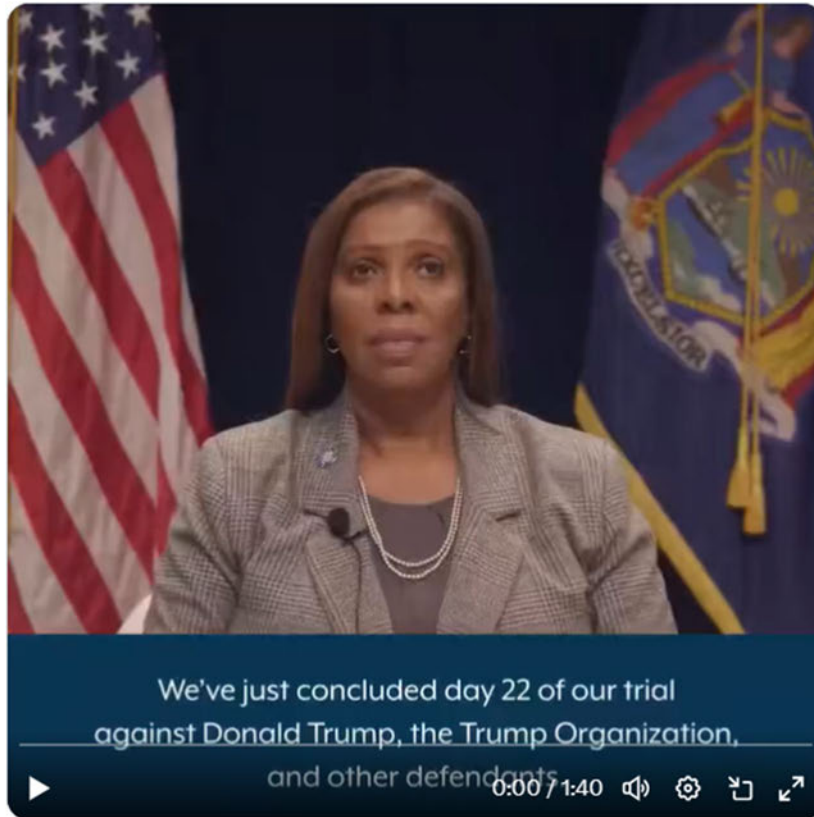 EXCELSIOR
We've just concluded day 22 of our trial
against Donald Trump, the Trump Organization,
and other defendants.
0:00 / 1:40